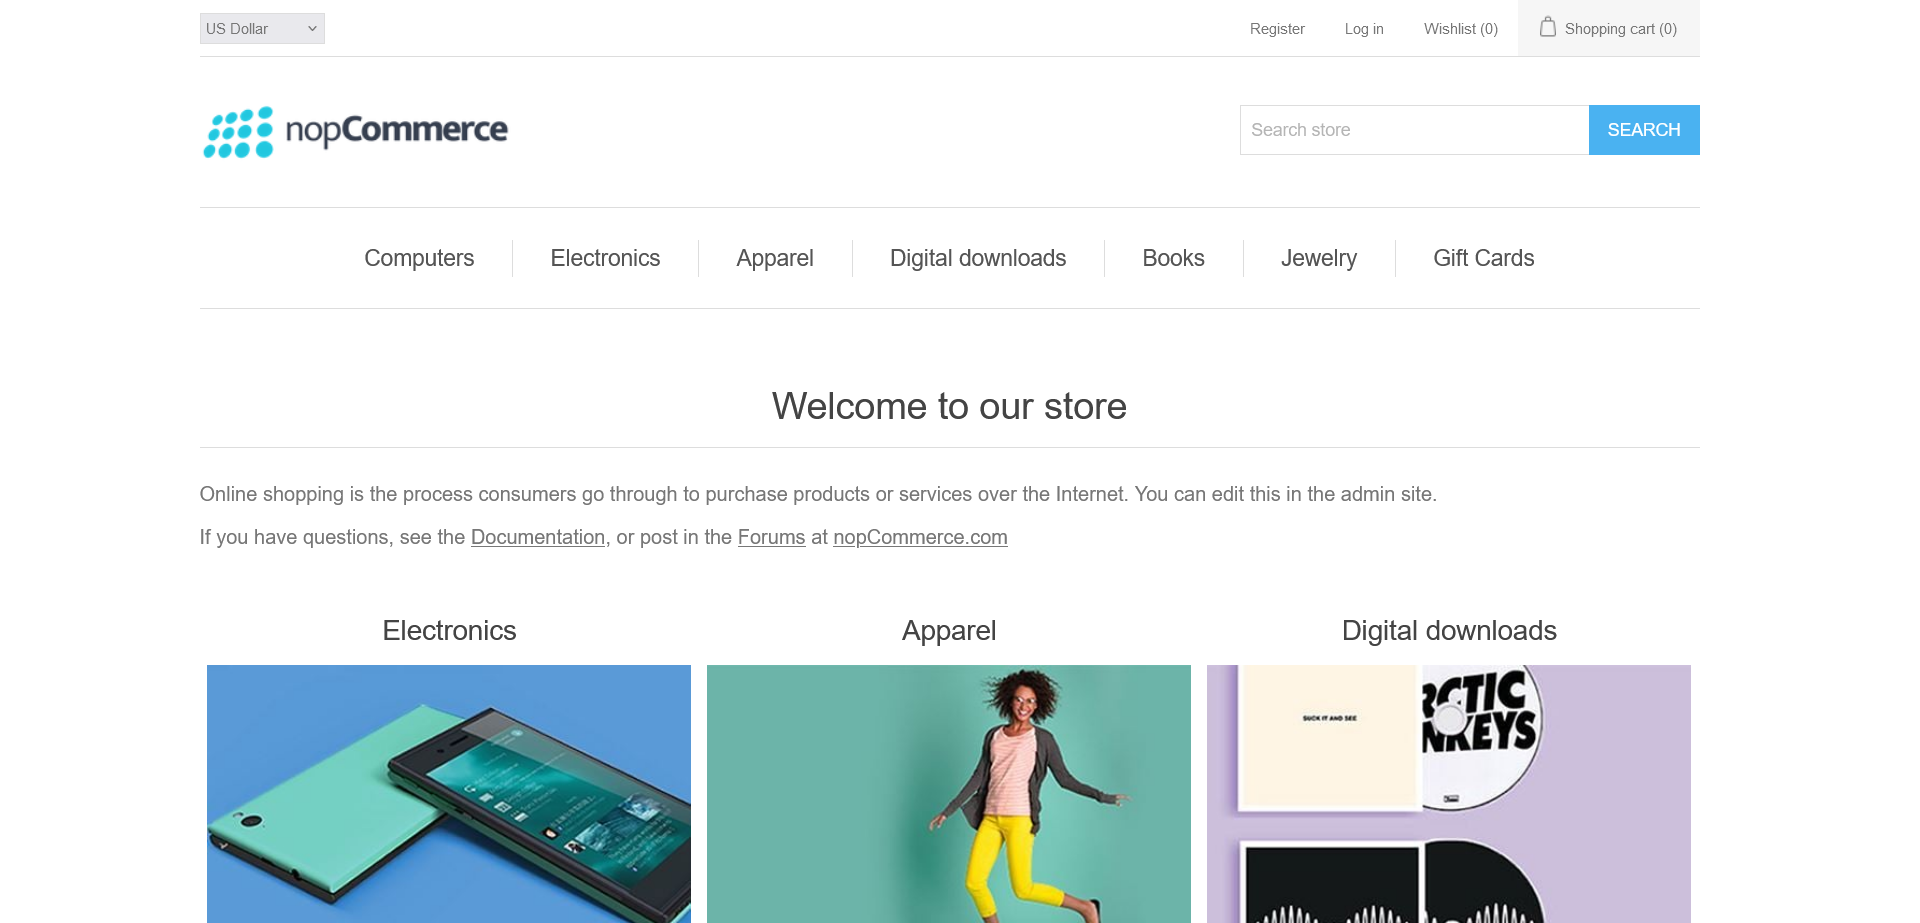 US Dollar
Register
Log in
Wishlist (0)
Shopping cart (0)
nopCommerce
Search store
SEARCH
Computers
Electronics
Apparel
Digital downloads
Books
Jewelry
Gift Cards
Welcome to our store
Online shopping is the process consumers go through to purchase products or services over the Internet. You can edit this in the admin site.
If you have questions, see the Documentation, or post in the Forums at nopCommerce.com
Electronics
Apparel
Digital downloads
SUCK IT AND SEE